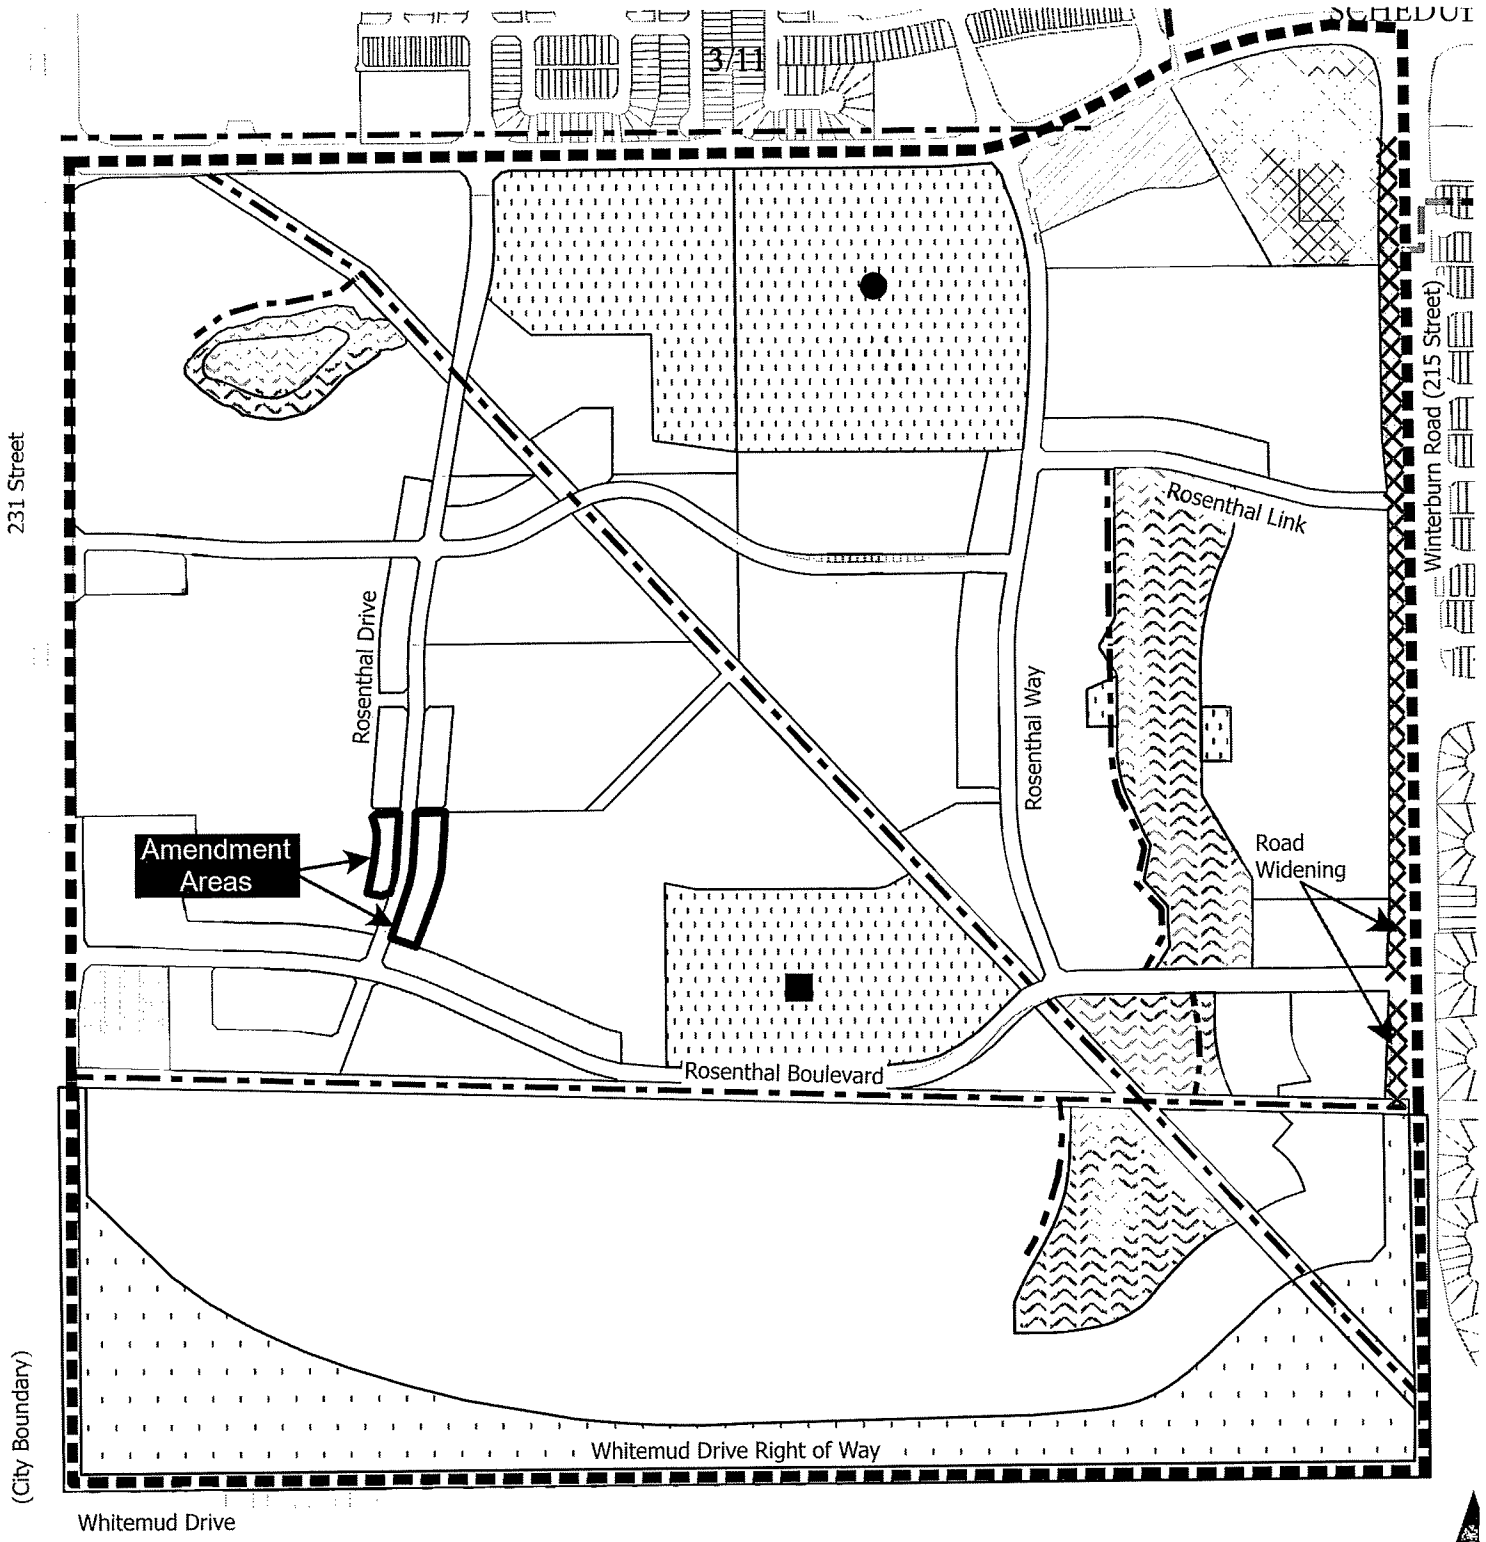 SCHEDUL
3/11
231 Street
Winterburn Road (215 Street)
Rosenthal Link
Rosenthal Drive
Rosenthal Way
Amendment
Areas
Road
Widening
Rosenthal Boulevard
Whitemud Drive Right of Way
(City Boundary)
Whitemud Drive